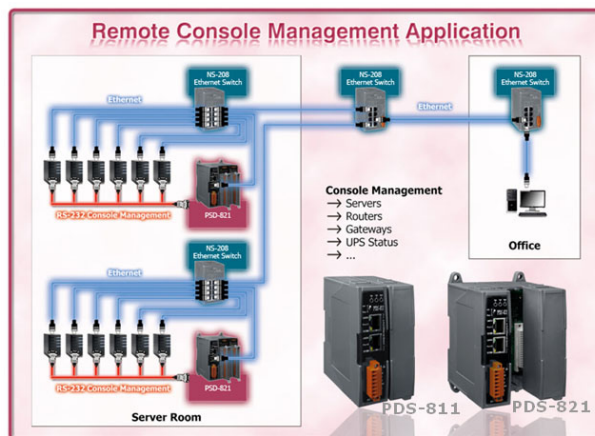 Remote Console Management Application
NS-208
Ethernet Switch
Ethernet
RS-232 Console Management
PSD-821
NS-208
Ethernet Switch
Ethernet
RS-232 Console Management
PSD-821
Server Room
NS-208
Ethernet Switch
Ethernet
NS-208
Ethernet Switch
Office
Console Management
→ Servers
→ Routers
→ Gateways
→ UPS Status
→ ...
PDS-811
PDS-821